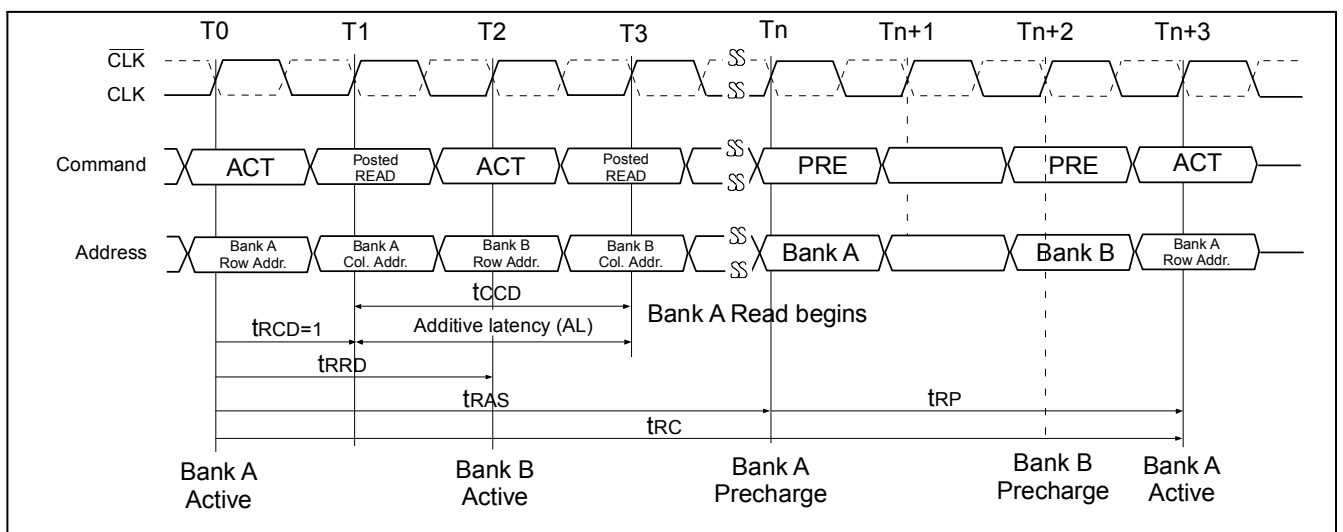 T0 T1 T2 T3 Tn Tn+1 Tn+2 Tn+3
CLK
CLK
Command ACT Posted READ ACT Posted READ PRE PRE ACT
Address Bank A Row Addr. Bank A Col. Addr. Bank B Row Addr. Bank B Col. Addr. Bank A Bank B Bank A Row Addr.
tCCD
Bank A Read begins
tRCD=1 Additive latency (AL)
tRRD
tRAS tRP
tRC
Bank A Active Bank B Active Bank A Precharge Bank B Precharge Bank A Active